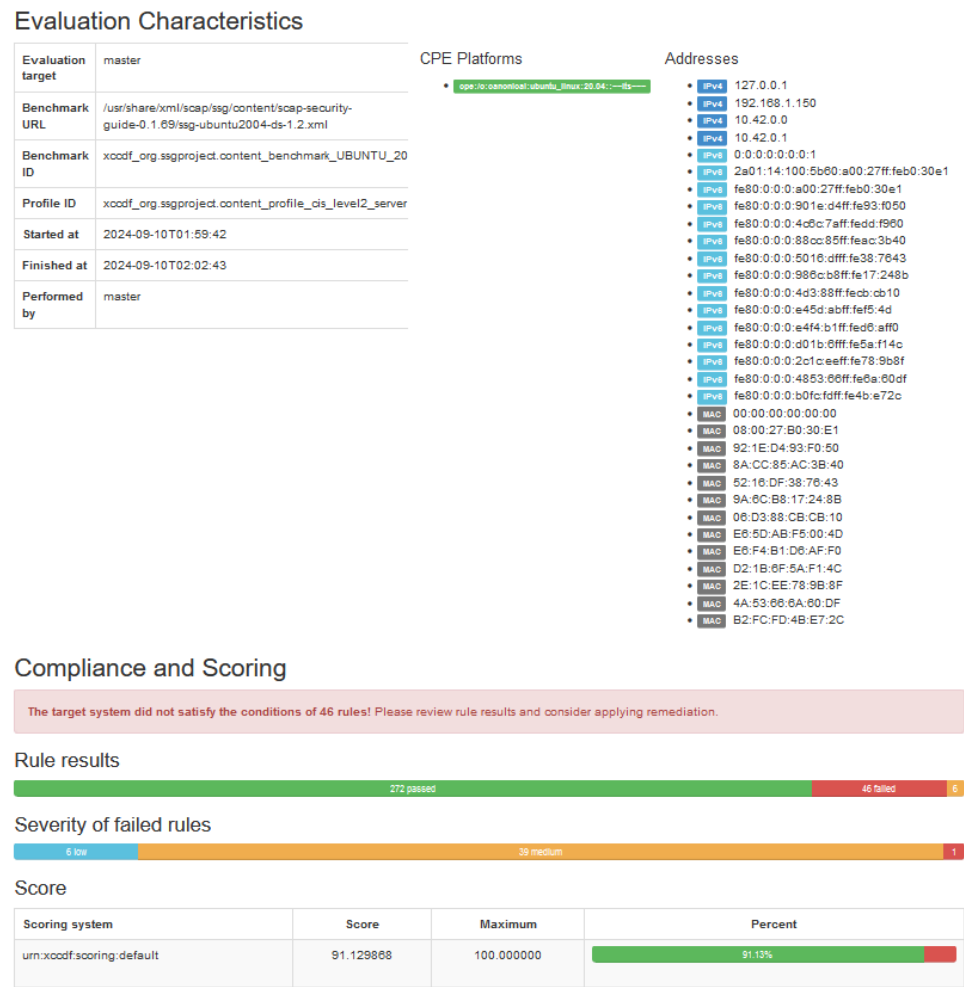 Evaluation Characteristics
Evaluation target master
Benchmark URL /usr/share/xml/scap/ssg/content/scap-security-guide-0.1.69/ssg-ubuntu2004-ds-1.2.xml
Benchmark ID xccdf_org.ssgproject.content_benchmark_UBUNTU_20
Profile ID xccdf_org.ssgproject.content_profile_cis_level2_server
Started at 2024-09-10T01:59:42
Finished at 2024-09-10T02:02:43
Performed by master
CPE Platforms
cpe:/o:canonical:ubuntu_linux:20.04::~~lts~~~
Addresses
IPv4 127.0.0.1
IPv4 192.168.1.150
IPv4 10.42.0.0
IPv4 10.42.0.1
IPv6 0:0:0:0:0:0:0:1
IPv6 2a01:14:100:5b60:a00:27ff:feb0:30e1
IPv6 fe80:0:0:0:a00:27ff:feb0:30e1
IPv6 fe80:0:0:0:901e:d4ff:fe93:f050
IPv6 fe80:0:0:0:4c6c:7aff:fedd:f960
IPv6 fe80:0:0:0:88cc:85ff:feac:3b40
IPv6 fe80:0:0:0:5016:dfff:fe38:7643
IPv6 fe80:0:0:0:986c:b8ff:fe17:248b
IPv6 fe80:0:0:0:4d3:88ff:fecb:cb10
IPv6 fe80:0:0:0:e45d:abff:fef5:4d
IPv6 fe80:0:0:0:e4f4:b1ff:fed6:aff0
IPv6 fe80:0:0:0:d01b:6fff:fe5a:f14c
IPv6 fe80:0:0:0:2c1c:eeff:fe78:9b8f
IPv6 fe80:0:0:0:4853:66ff:fe6a:60df
IPv6 fe80:0:0:0:b0fc:fdff:fe4b:e72c
MAC 00:00:00:00:00:00
MAC 08:00:27:B0:30:E1
MAC 92:1E:D4:93:F0:50
MAC 8A:CC:85:AC:3B:40
MAC 52:16:DF:38:76:43
MAC 9A:6C:B8:17:24:8B
MAC 06:D3:88:CB:CB:10
MAC E6:5D:AB:F5:00:4D
MAC E6:F4:B1:D6:AF:F0
MAC D2:1B:6F:5A:F1:4C
MAC 2E:1C:EE:78:9B:8F
MAC 4A:53:66:6A:60:DF
MAC B2:FC:FD:4B:E7:2C
Compliance and Scoring
The target system did not satisfy the conditions of 46 rules! Please review rule results and consider applying remediation.
Rule results
272 passed 46 failed 6
Severity of failed rules
6 low 39 medium 1
Score
Scoring system Score Maximum Percent
urn:xccdf:scoring:default 91.129868 100.000000 91.13%